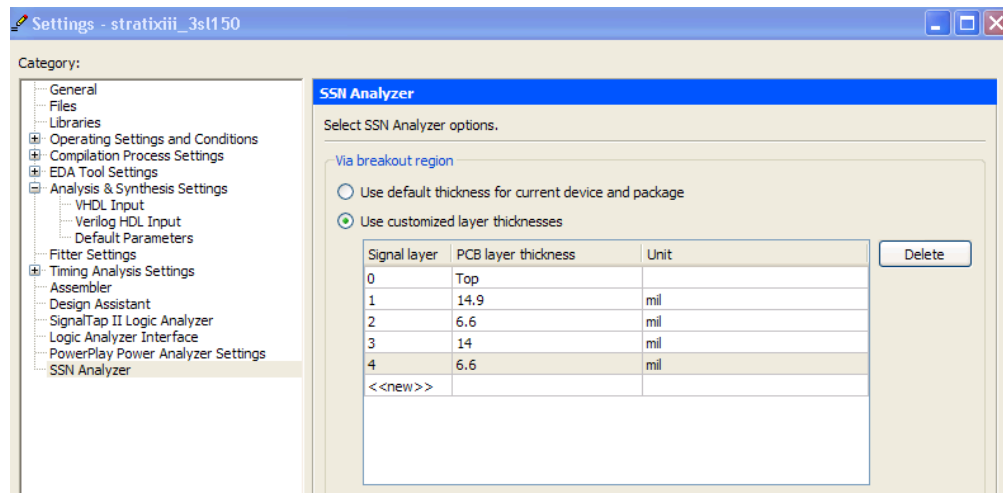 Settings - stratixiii_3sl150
Category:
General
Files
Libraries
Operating Settings and Conditions
Compilation Process Settings
EDA Tool Settings
Analysis & Synthesis Settings
VHDL Input
Verilog HDL Input
Default Parameters
Fitter Settings
Timing Analysis Settings
Assembler
Design Assistant
SignalTap II Logic Analyzer
Logic Analyzer Interface
PowerPlay Power Analyzer Settings
SSN Analyzer
SSN Analyzer
Select SSN Analyzer options.
Via breakout region
Use default thickness for current device and package
Use customized layer thicknesses
Signal layer PCB layer thickness Unit
0 Top
1 14.9 mil
2 6.6 mil
3 14 mil
4 6.6 mil
<<new>>
Delete